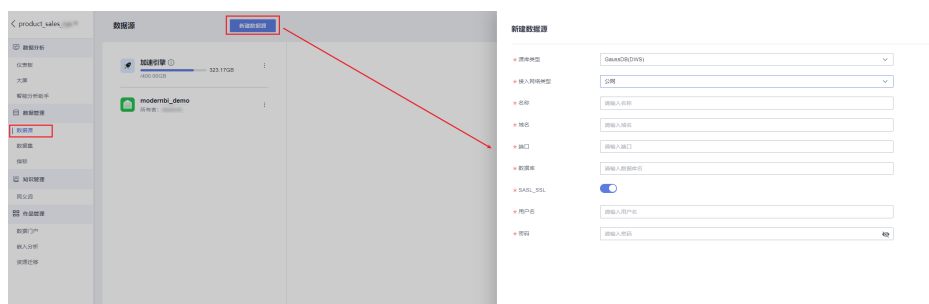 product_sales_
数据分析
仪表板
大屏
智能分析助手
数据管理
数据源
数据集
指标
知识管理
同义词
作品管理
数据门户
嵌入分析
资源迁移
数据源
新建数据源
加速引擎
323.17GB
/400.00GB
modernbi_demo
所有者：
新建数据源
* 源库类型
GaussDB(DWS)
* 接入网络类型
公网
* 名称
请输入名称
* 域名
请输入域名
* 端口
请输入端口
* 数据库
请输入数据库名
* SASL_SSL
* 用户名
请输入用户名
* 密码
请输入密码